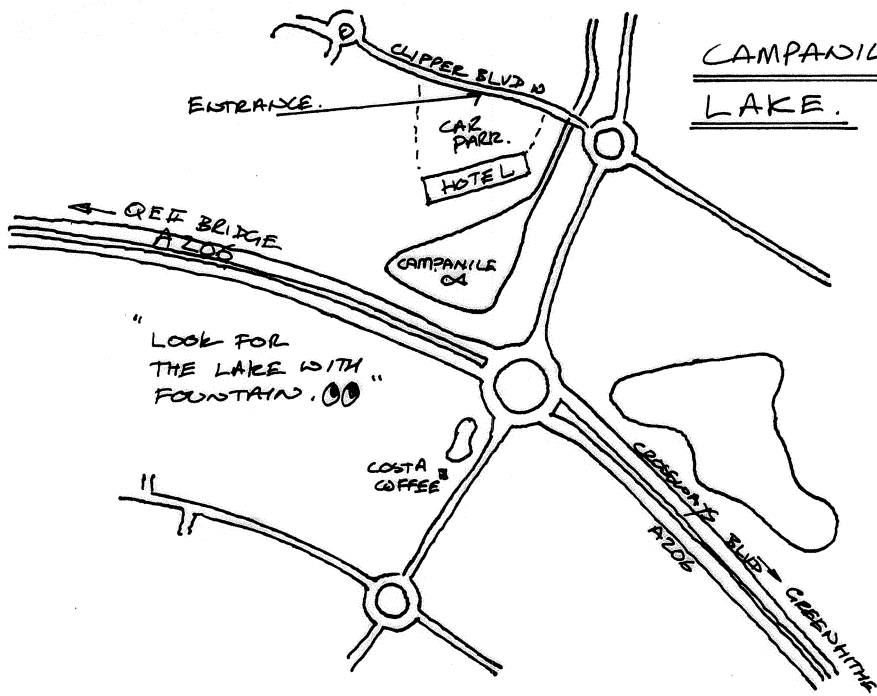 CAMPANIL
LAKE.
CLIPPER BLVD N
ENTRANCE.
CAR
PARK.
HOTEL
QEII BRIDGE
A206
CAMPANILE
"LOOK FOR
THE LAKE WITH
FOUNTAIN."
COSTA
COFFEE
CROSSWAYS BLVD
A206
GREENHITHE